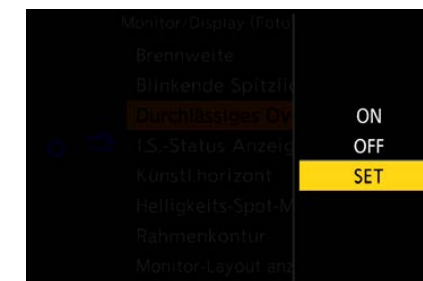 Monitor/Display (Foto
Brennweite
Blinkende Spitzlic
Durchlässiges Ov
I.S.-Status Anzeig
Künstl.horizont
Helligkeits-Spot-M
Rahmenkontur
Monitor-Layout anz
ON
OFF
SET